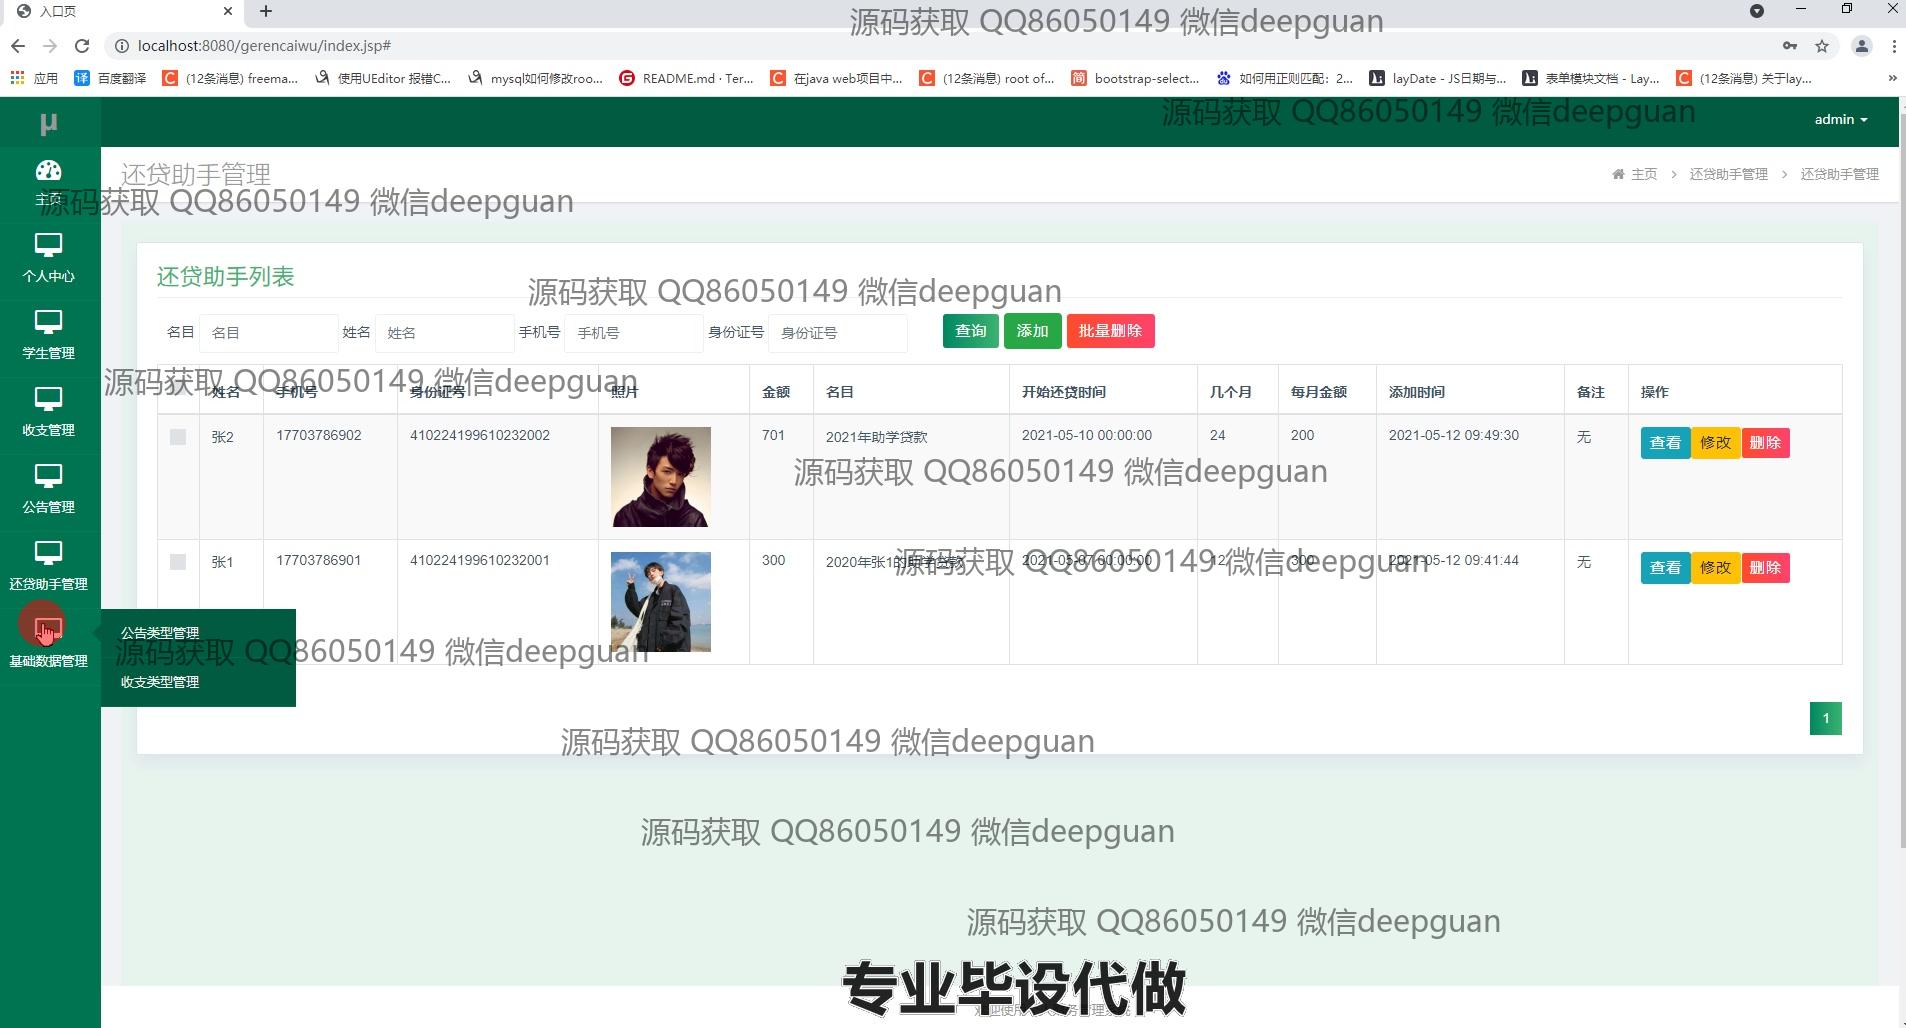 入口页
源码获取 QQ86050149 微信deepguan
localhost:8080/gerencaiwu/index.jsp#
应用 百度翻译 (12条消息) freema... 使用UEditor 报错C... mysql如何修改roo... README.md · Ter... 在java web项目中... (12条消息) root of... bootstrap-select... 如何用正则匹配：2... layDate - JS日期与... 表单模块文档 - Lay... (12条消息) 关于lay... »
μ
源码获取 QQ86050149 微信deepguan
admin
主页
还贷助手管理
主页 > 还贷助手管理 > 还贷助手管理
源码获取 QQ86050149 微信deepguan
个人中心
学生管理
收支管理
公告管理
还贷助手管理
基础数据管理
公告类型管理
收支类型管理
还贷助手列表
源码获取 QQ86050149 微信deepguan
名目 名目 姓名 姓名 手机号 手机号 身份证号 身份证号 查询 添加 批量删除
源码获取 QQ86050149 微信deepguan
姓名 手机号 身份证号 照片 金额 名目 开始还贷时间 几个月 每月金额 添加时间 备注 操作
张2 17703786902 410224199610232002 701 2021年助学贷款 2021-05-10 00:00:00 24 200 2021-05-12 09:49:30 无 查看 修改 删除
源码获取 QQ86050149 微信deepguan
张1 17703786901 410224199610232001 300 2020年张1的助学贷款 2021-05-07 00:00:00 12 300 2021-05-12 09:41:44 无 查看 修改 删除
源码获取 QQ86050149 微信deepguan
源码获取 QQ86050149 微信deepguan
1
源码获取 QQ86050149 微信deepguan
源码获取 QQ86050149 微信deepguan
源码获取 QQ86050149 微信deepguan
专业毕设代做